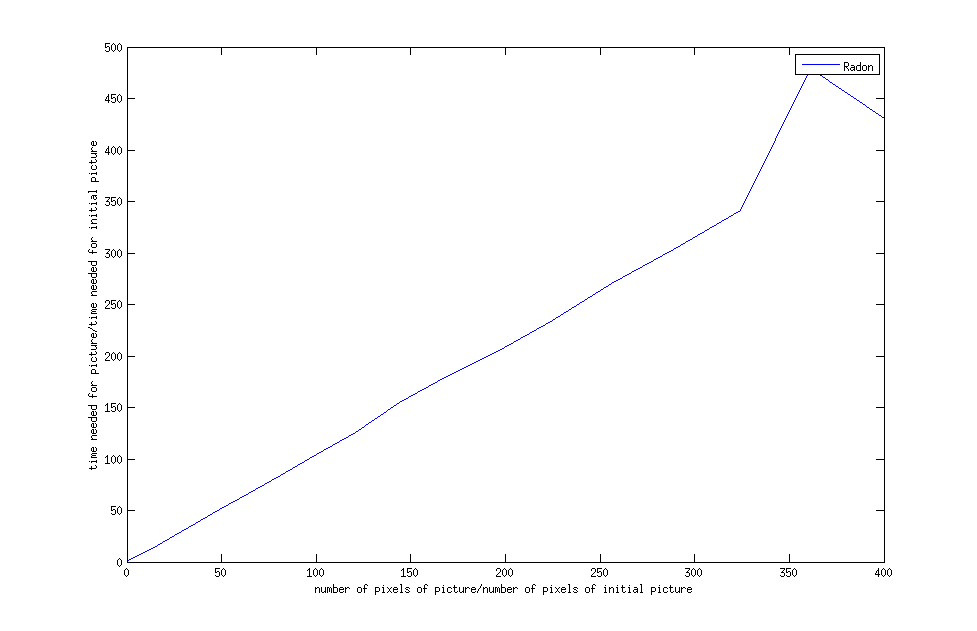 500
450
400
350
300
250
200
150
100
50
0
time needed for picture/time needed for initial picture
Radon
0 50 100 150 200 250 300 350 400
number of pixels of picture/number of pixels of initial picture